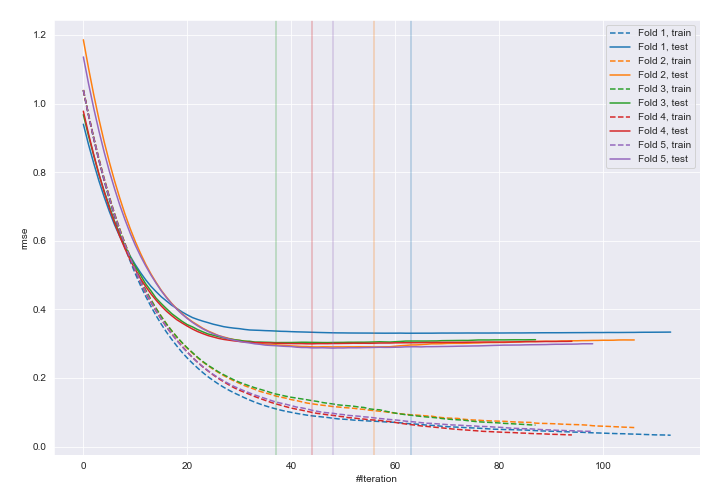 1.2
1.0
0.8
0.6
0.4
0.2
0.0
rmse
0
20
40
60
80
100
#Iteration
Fold 1, train
Fold 1, test
Fold 2, train
Fold 2, test
Fold 3, train
Fold 3, test
Fold 4, train
Fold 4, test
Fold 5, train
Fold 5, test